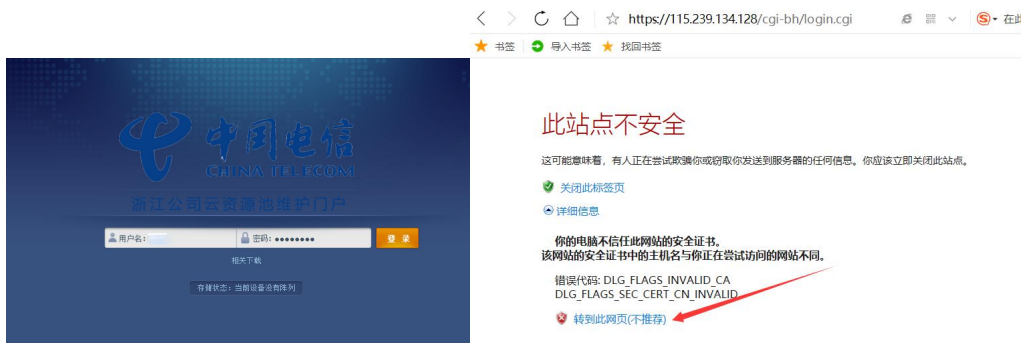 https://115.239.134.128/cgi-bh/login.cgi
在此
书签
导入书签
找回书签
中国电信
CHINA TELECOM
浙江公司云资源池维护门户
用户名:
密码: ●●●●●●●●
登 录
相关下载
存储状态：当前设备没有阵列
此站点不安全
这可能意味着，有人正在尝试欺骗你或窃取你发送到服务器的任何信息。你应该立即关闭此站点。
关闭此标签页
详细信息
你的电脑不信任此网站的安全证书。
该网站的安全证书中的主机名与你正在尝试访问的网站不同。
错误代码: DLG_FLAGS_INVALID_CA
DLG_FLAGS_SEC_CERT_CN_INVALID
转到此网页(不推荐)